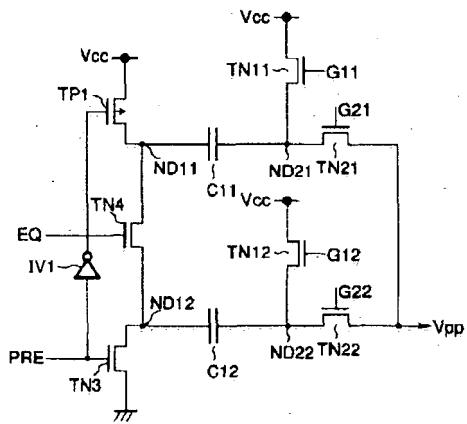 Vcc
TN11
G11
Vcc
TP1
G21
ND11
C11
ND21
TN21
Vcc
TN4
EQ
TN12
G12
IV1
ND12
G22
Vpp
PRE
TN3
C12
ND22
TN22